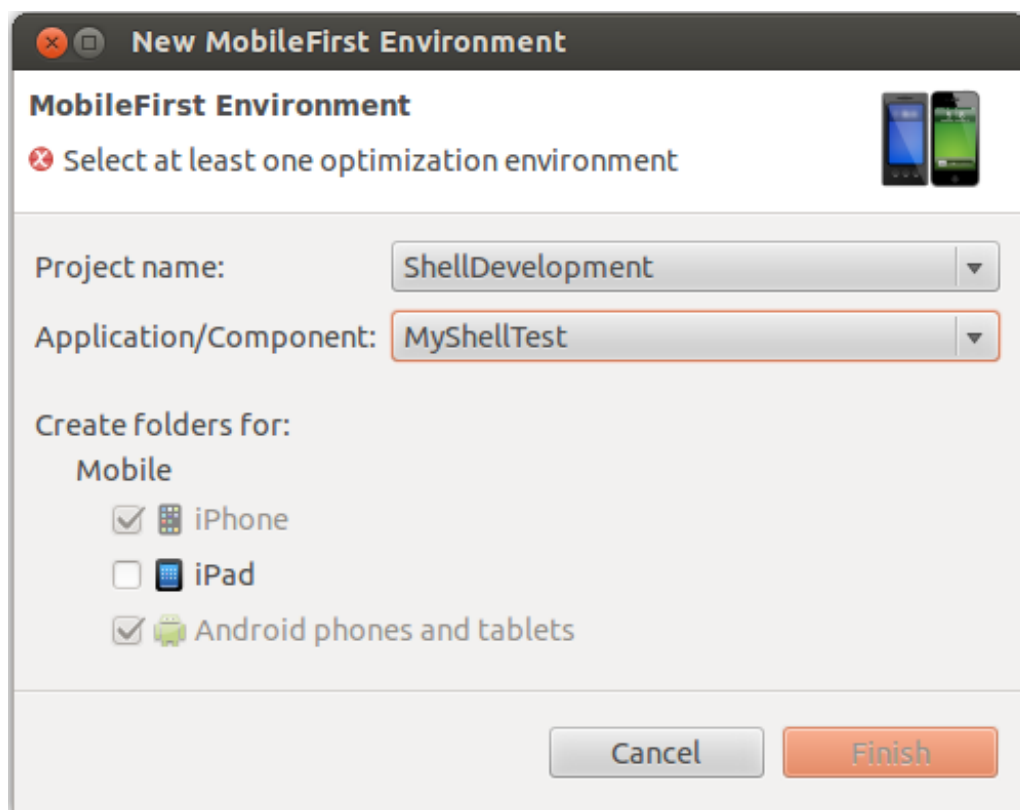 New MobileFirst Environment
MobileFirst Environment
Select at least one optimization environment
Project name: ShellDevelopment
Application/Component: MyShellTest
Create folders for:
Mobile
iPhone
iPad
Android phones and tablets
Cancel Finish